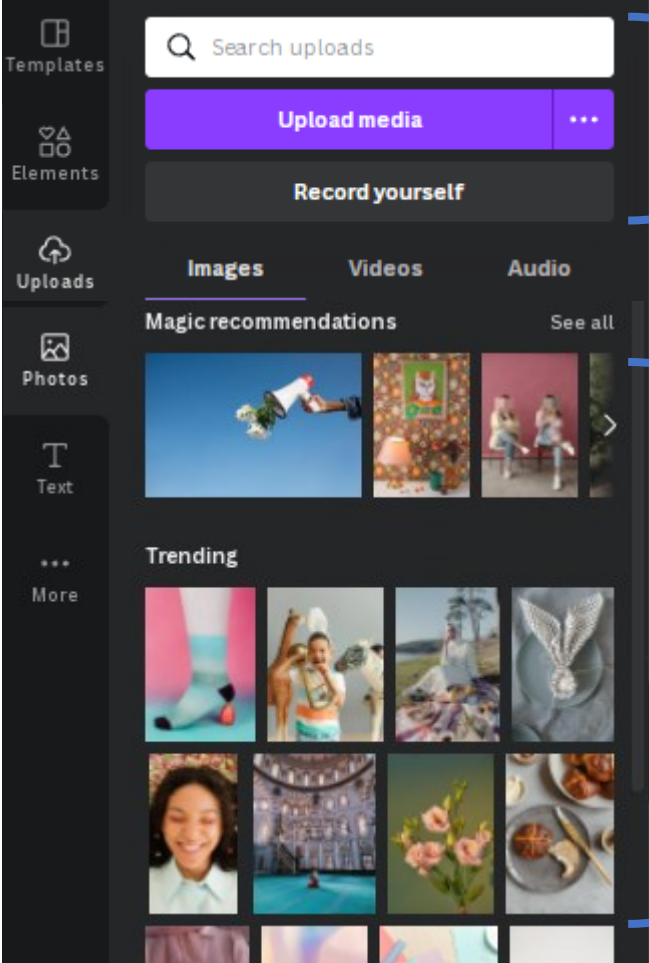 Templates
Elements
Uploads
Photos
Text
More
Search uploads
Upload media
Record yourself
Images Videos Audio
Magic recommendations See all
Trending